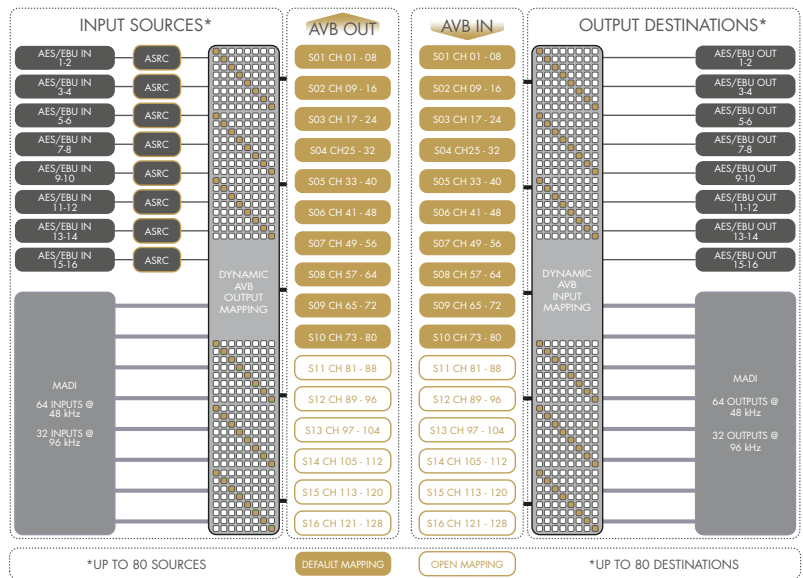 INPUT SOURCES*
AES/EBU IN
1-2
ASRC
AES/EBU IN
3-4
ASRC
AES/EBU IN
5-6
ASRC
AES/EBU IN
7-8
ASRC
AES/EBU IN
9-10
ASRC
AES/EBU IN
11-12
ASRC
AES/EBU IN
13-14
ASRC
AES/EBU IN
15-16
ASRC
MADI
64 INPUTS @
48 kHz
32 INPUTS @
96 kHz
DYNAMIC
AVB
OUTPUT
MAPPING
AVB OUT
S01 CH 01 - 08
S02 CH 09 - 16
S03 CH 17 - 24
S04 CH25 - 32
S05 CH 33 - 40
S06 CH 41 - 48
S07 CH 49 - 56
S08 CH 57 - 64
S09 CH 65 - 72
S10 CH 73 - 80
S11 CH 81 - 88
S12 CH 89 - 96
S13 CH 97 - 104
S14 CH 105 - 112
S15 CH 113 - 120
S16 CH 121 - 128
AVB IN
S01 CH 01 - 08
S02 CH 09 - 16
S03 CH 17 - 24
S04 CH25 - 32
S05 CH 33 - 40
S06 CH 41 - 48
S07 CH 49 - 56
S08 CH 57 - 64
S09 CH 65 - 72
S10 CH 73 - 80
S11 CH 81 - 88
S12 CH 89 - 96
S13 CH 97 - 104
S14 CH 105 - 112
S15 CH 113 - 120
S16 CH 121 - 128
OUTPUT DESTINATIONS*
DYNAMIC
AVB
INPUT
MAPPING
AES/EBU OUT
1-2
AES/EBU OUT
3-4
AES/EBU OUT
5-6
AES/EBU OUT
7-8
AES/EBU OUT
9-10
AES/EBU OUT
11-12
AES/EBU OUT
13-14
AES/EBU OUT
15-16
MADI
64 OUTPUTS @
48 kHz
32 OUTPUTS @
96 kHz
*UP TO 80 SOURCES
DEFAULT MAPPING
OPEN MAPPING
*UP TO 80 DESTINATIONS